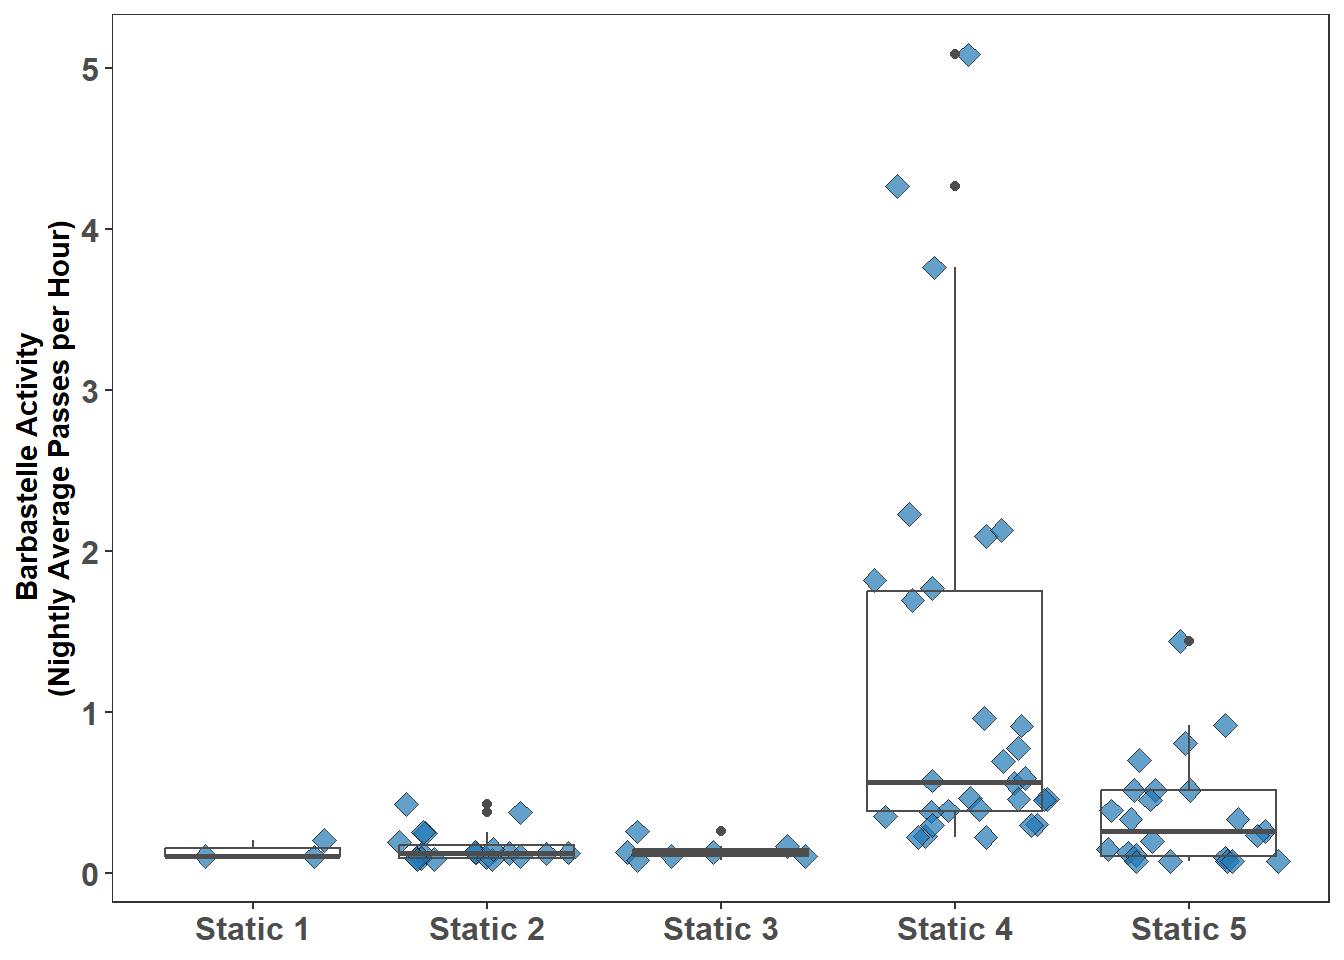 Barbastelle Activity
(Nightly Average Passes per Hour)
5
4
3
2
1
0
Static 1
Static 2
Static 3
Static 4
Static 5